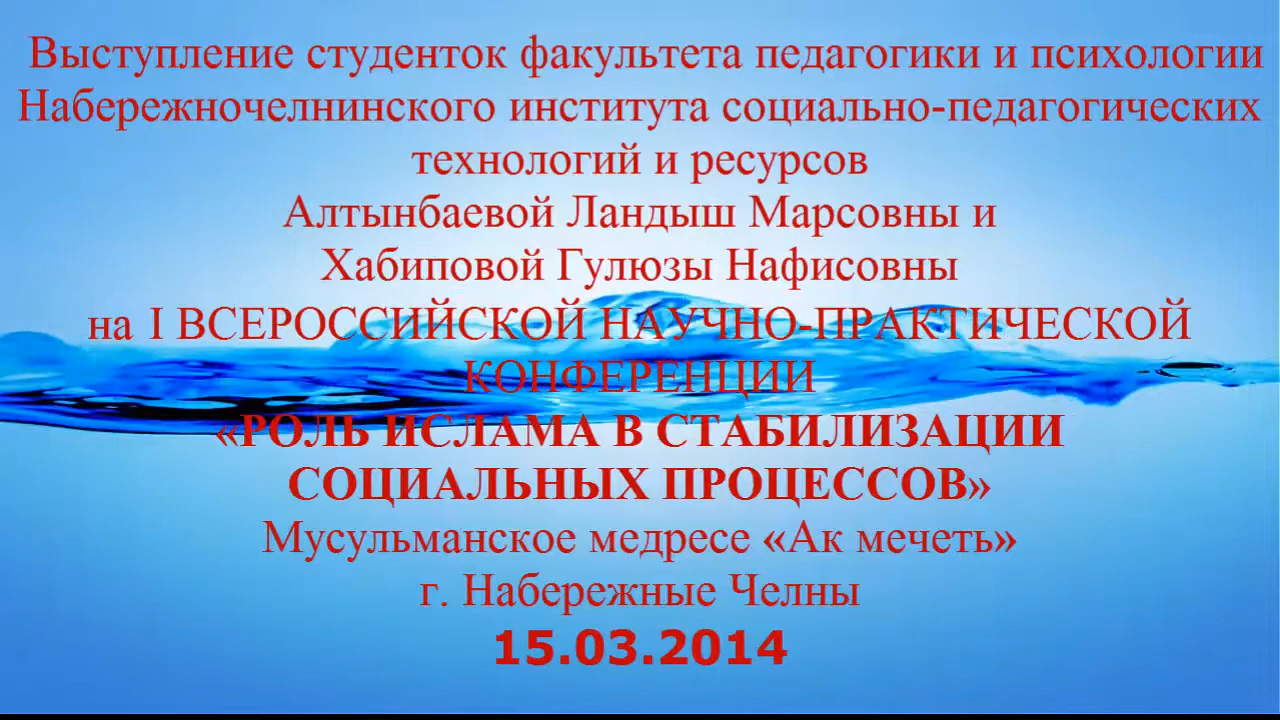 Выступление студенток факультета педагогики и психологии
Набережночелнинского института социально-педагогических
технологий и ресурсов
Алтынбаевой Ландыш Марсовны и
Хабиповой Гулюзы Нафисовны
на I ВСЕРОССИЙСКОЙ НАУЧНО-ПРАКТИЧЕСКОЙ
КОНФЕРЕНЦИИ
«РОЛЬ ИСЛАМА В СТАБИЛИЗАЦИИ
СОЦИАЛЬНЫХ ПРОЦЕССОВ»
Мусульманское медресе «Ак мечеть»
г. Набережные Челны
15.03.2014